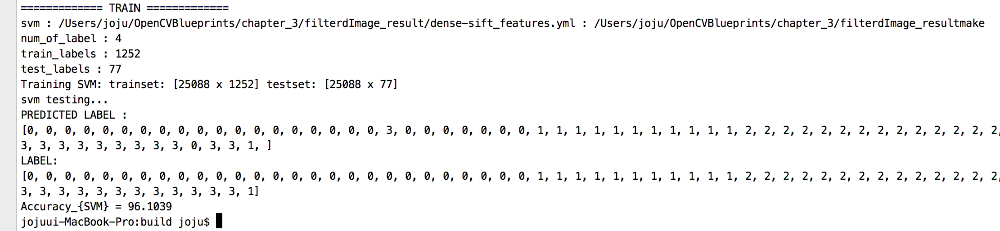 ============= TRAIN =============
svm : /Users/joju/OpenCVBlueprints/chapter_3/filterdImage_result/dense-sift_features.yml : /Users/joju/OpenCVBlueprints/chapter_3/filterdImage_resultmake
num_of_label : 4
train_labels : 1252
test_labels : 77
Training SVM: trainset: [25088 x 1252] testset: [25088 x 77]
svm testing...
PREDICTED LABEL :
[0, 0, 0, 0, 0, 0, 0, 0, 0, 0, 0, 0, 0, 0, 0, 0, 0, 0, 0, 3, 0, 0, 0, 0, 0, 0, 0, 1, 1, 1, 1, 1, 1, 1, 1, 1, 1, 1, 2, 2, 2, 2, 2, 2, 2, 2, 2, 2, 2, 2, 2, 2,
3, 3, 3, 3, 3, 3, 3, 3, 3, 0, 3, 3, 1, ]
LABEL:
[0, 0, 0, 0, 0, 0, 0, 0, 0, 0, 0, 0, 0, 0, 0, 0, 0, 0, 0, 0, 0, 0, 0, 0, 0, 0, 0, 1, 1, 1, 1, 1, 1, 1, 1, 1, 1, 1, 2, 2, 2, 2, 2, 2, 2, 2, 2, 2, 2, 2, 2, 2,
3, 3, 3, 3, 3, 3, 3, 3, 3, 3, 3, 3, 1]
Accuracy_{SVM} = 96.1039
jojuui-MacBook-Pro:build joju$